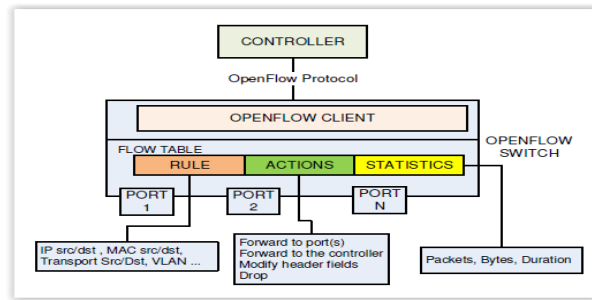 CONTROLLER
OpenFlow Protocol
OPENFLOW CLIENT
FLOW TABLE
RULE
ACTIONS
STATISTICS
OPENFLOW
SWITCH
PORT
1
PORT
2
PORT
N
IP src/dst , MAC src/dst,
Transport Src/Dst, VLAN ...
Forward to port(s)
Forward to the controller
Modify header fields
Drop
Packets, Bytes, Duration